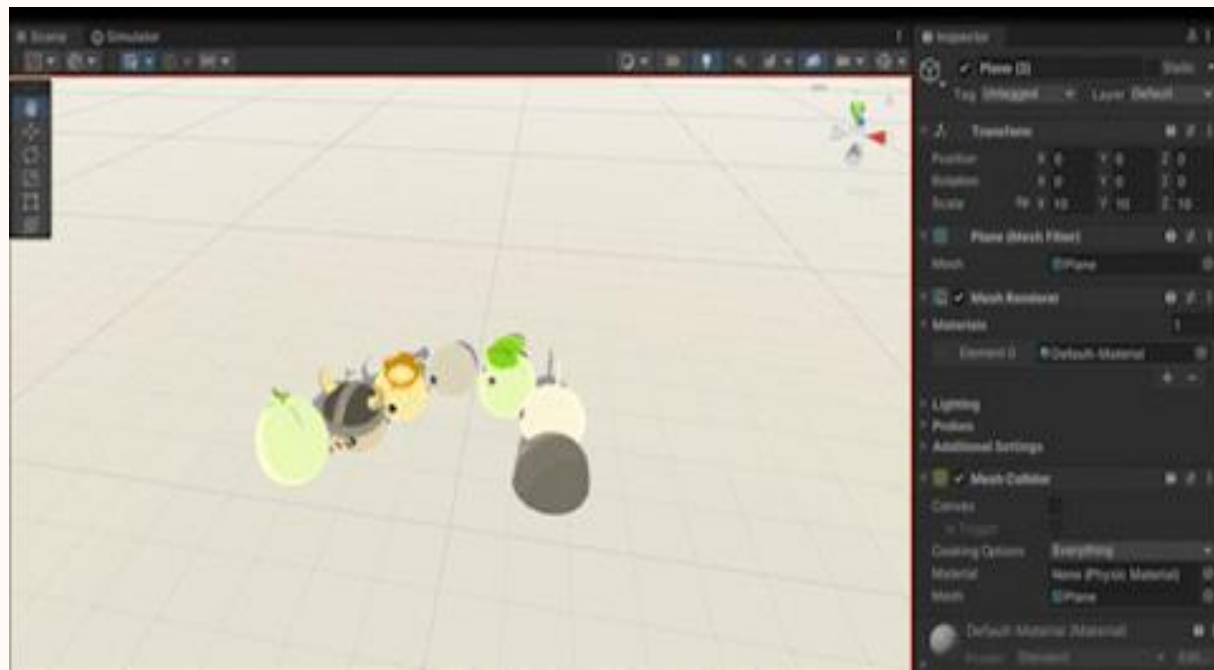 Scene Simulator
Inspector
Plane (3) Static
Tag Untagged Layer Default
Transform
Position X 0 Y 0 Z 0
Rotation X 0 Y 0 Z 0
Scale X 10 Y 10 Z 10
Plane (Mesh Filter)
Mesh Plane
Mesh Renderer
Materials 1
Element 0 Default-Material
Lighting
Probes
Additional Settings
Mesh Collider
Convex
Is Trigger
Cooking Options Everything
Material None (Physic Material)
Mesh Plane
Default-Material (Material)
Shader Standard Edit...